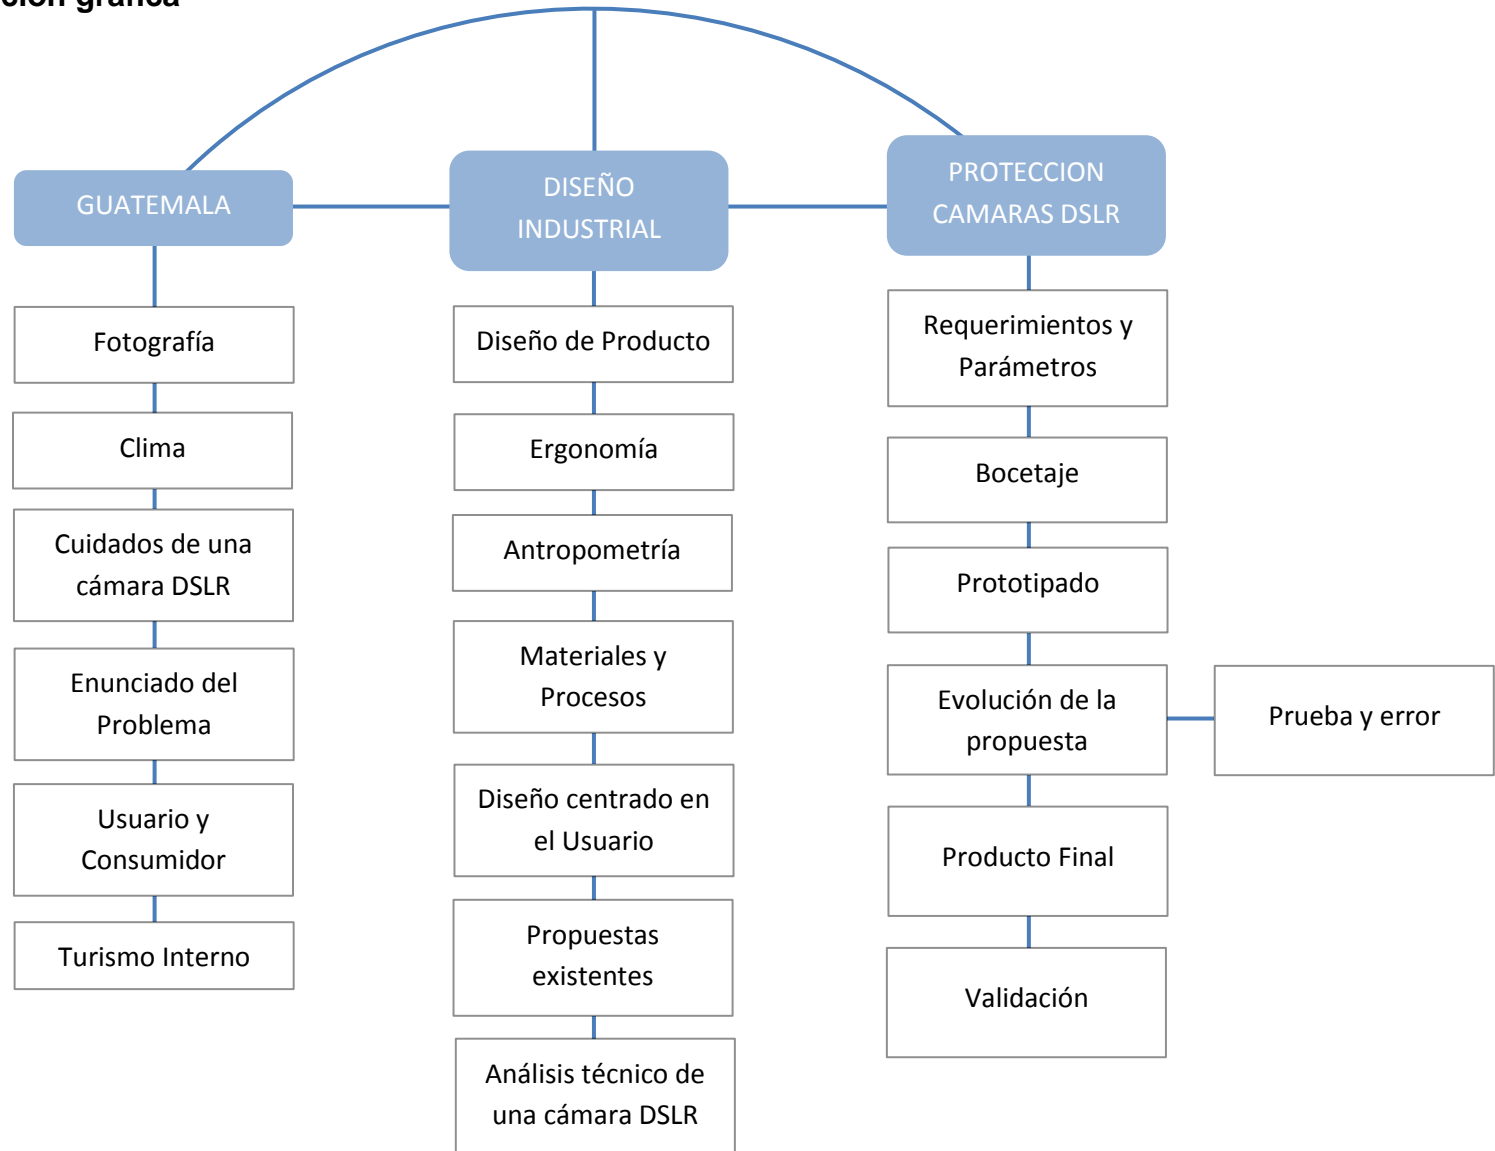 ción gráfica
GUATEMALA
Fotografía
Clima
Cuidados de una
cámara DSLR
Enunciado del
Problema
Usuario y
Consumidor
Turismo Interno
DISEÑO
INDUSTRIAL
Diseño de Producto
Ergonomía
Antropometría
Materiales y
Procesos
Diseño centrado en
el Usuario
Propuestas
existentes
Análisis técnico de
una cámara DSLR
PROTECCION
CAMARAS DSLR
Requerimientos y
Parámetros
Bocetaje
Prototipado
Evolución de la
propuesta
Prueba y error
Producto Final
Validación